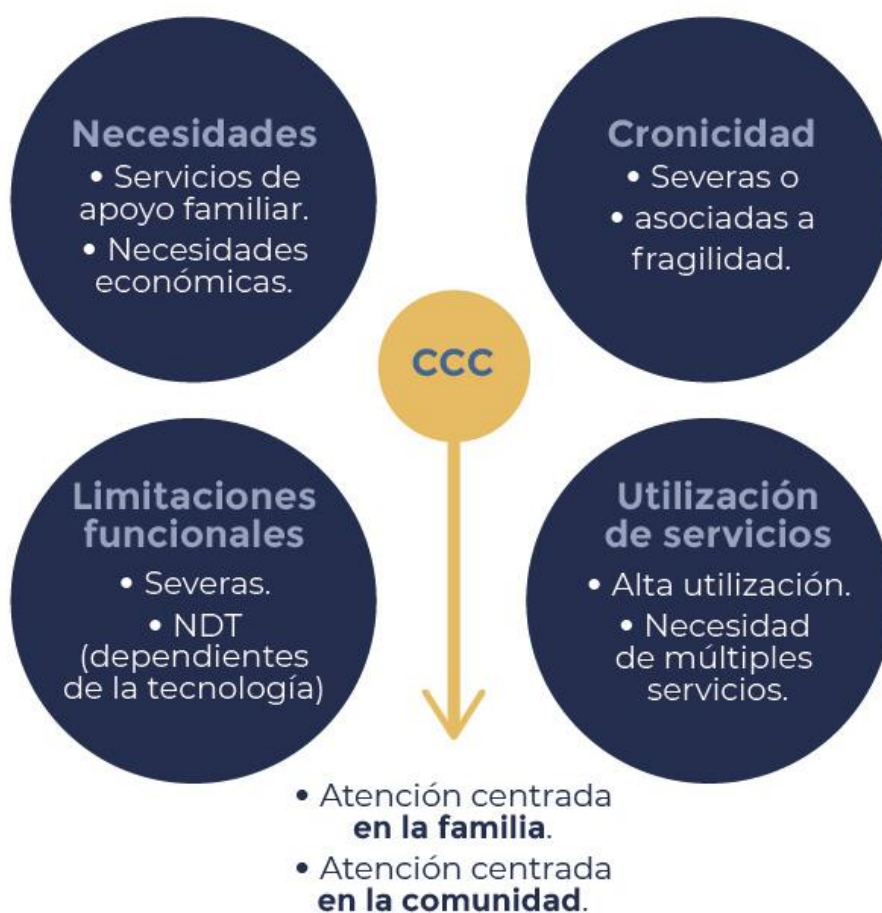 Necesidades
• Servicios de
apoyo familiar.
• Necesidades
económicas.
Cronicidad
• Severas o
• asociadas a
fragilidad.
CCC
Limitaciones
funcionales
• Severas.
• NDT
(dependientes
de la tecnología)
Utilización
de servicios
• Alta utilización.
• Necesidad
de múltiples
servicios.
• Atención centrada
en la familia.
• Atención centrada
en la comunidad.